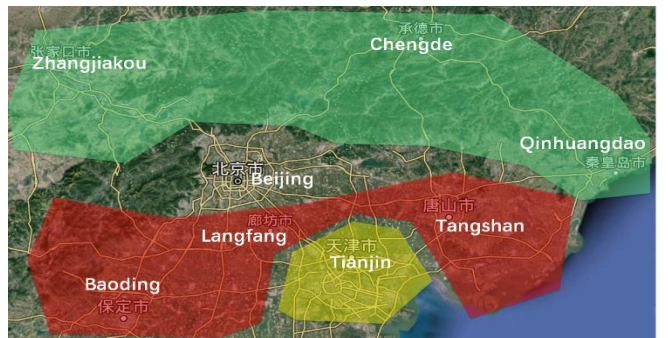 承德市
Chengde
张家口市
Zhangjiakou
Qinhuangdao
秦皇岛市
北京市
Beijing
唐山市
Tangshan
廊坊市
Langfang
天津市
Tianjin
Baoding
保定市